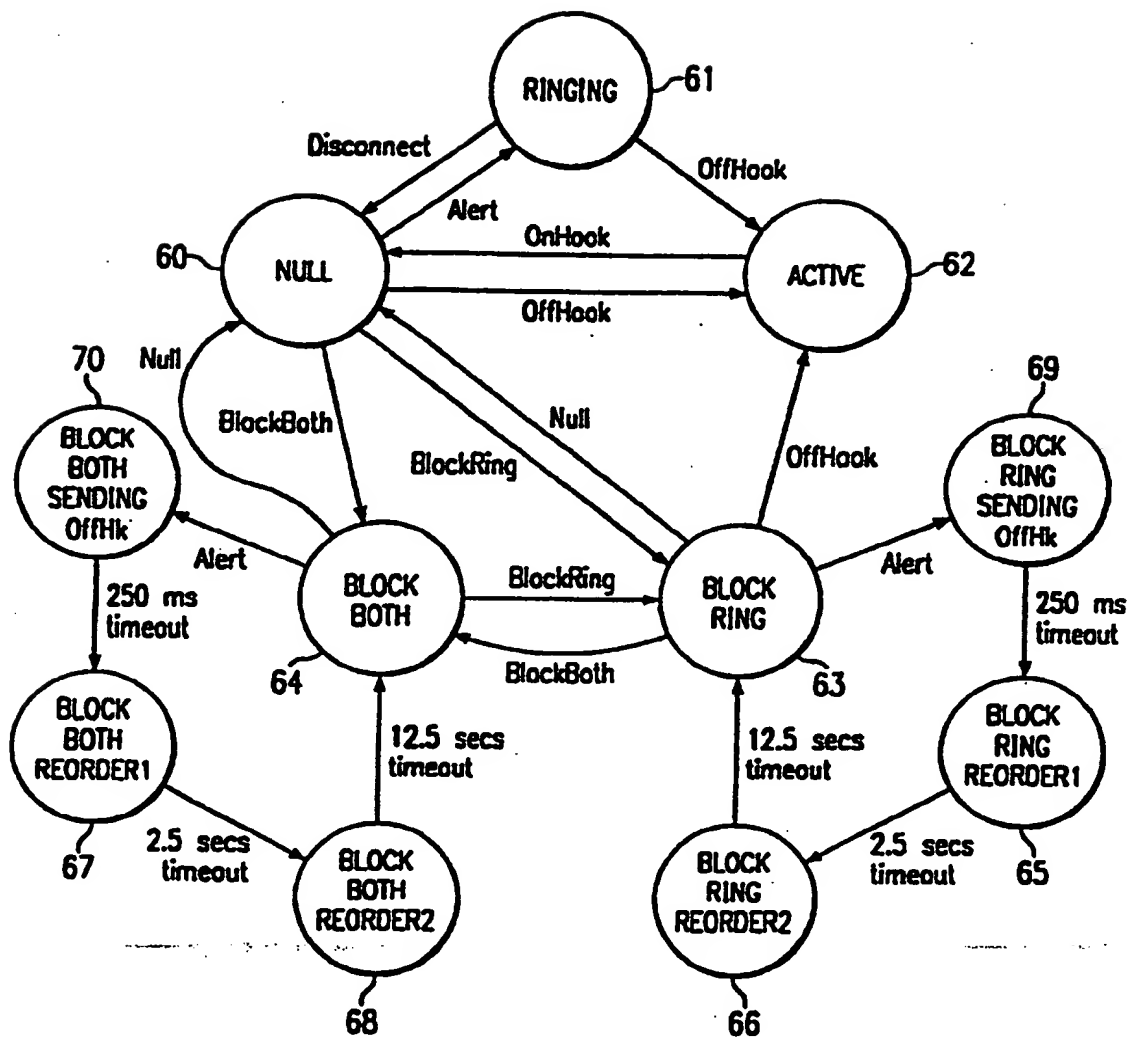 RINGING
61
Disconnect
Alert
OffHook
60
NULL
OnHook
OffHook
ACTIVE
62
Null
BlockBoth
BlockRing
Null
OffHook
70
BLOCK
BOTH
SENDING
OffHk
69
BLOCK
RING
SENDING
OffHk
Alert
Alert
250 ms
timeout
BLOCK
BOTH
64
BlockRing
BlockBoth
BLOCK
RING
63
250 ms
timeout
BLOCK
BOTH
REORDER1
67
12.5 secs
timeout
12.5 secs
timeout
BLOCK
RING
REORDER1
65
2.5 secs
timeout
BLOCK
BOTH
REORDER2
68
BLOCK
RING
REORDER2
66
2.5 secs
timeout